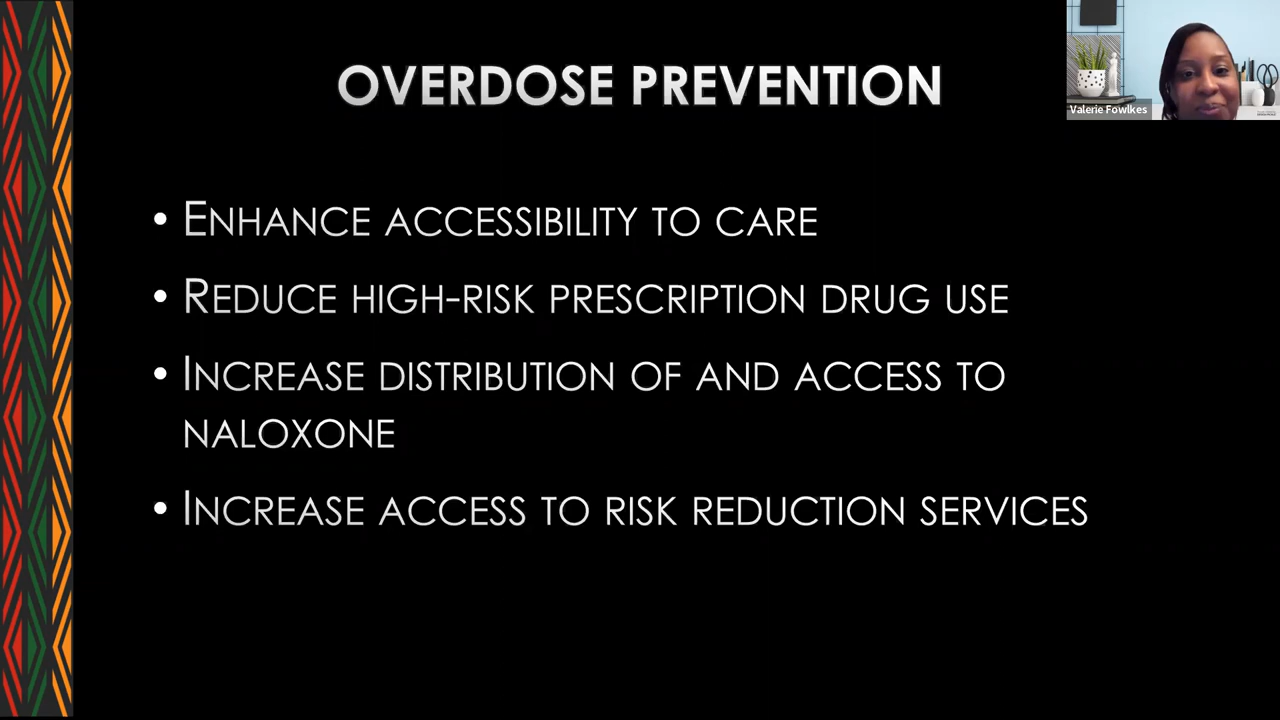 OVERDOSE PREVENTION
Valerie Fowlkes
• ENHANCE ACCESSIBILITY TO CARE
• REDUCE HIGH-RISK PRESCRIPTION DRUG USE
• INCREASE DISTRIBUTION OF AND ACCESS TO
NALOXONE
• INCREASE ACCESS TO RISK REDUCTION SERVICES